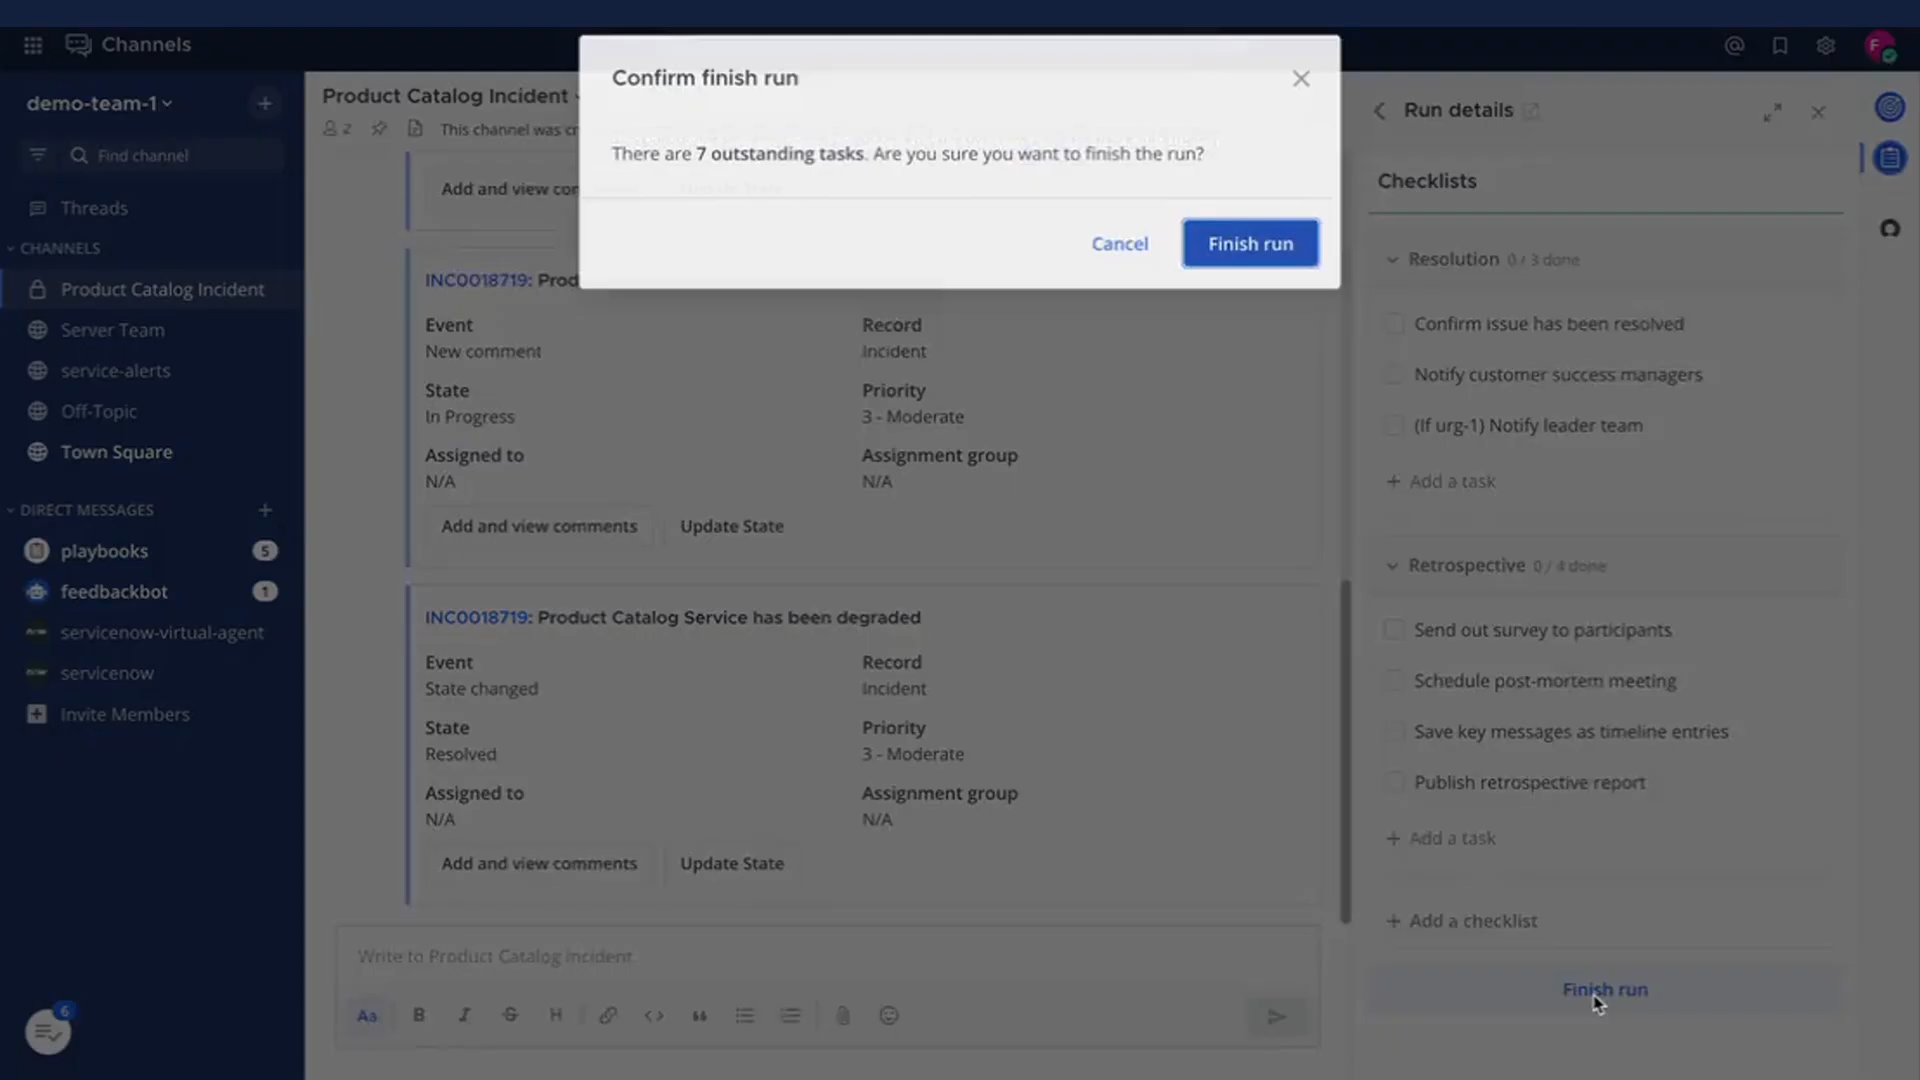 Channels
F
demo-team-1
Find channel
Threads
CHANNELS
Product Catalog Incident
Server Team
service-alerts
Off-Topic
Town Square
DIRECT MESSAGES
playbooks 5
feedbackbot 1
servicenow-virtual-agent
servicenow
Invite Members
6
Product Catalog Incident
2 This channel was cr
Add and view cor
Confirm finish run
There are 7 outstanding tasks. Are you sure you want to finish the run?
Cancel Finish run
INC0018719: Prod
Event Record
New comment Incident
State Priority
In Progress 3 - Moderate
Assigned to Assignment group
N/A N/A
Add and view comments Update State
INC0018719: Product Catalog Service has been degraded
Event Record
State changed Incident
State Priority
Resolved 3 - Moderate
Assigned to Assignment group
N/A N/A
Add and view comments Update State
Write to Product Catalog Incident
Aa B I S H
Run details
Checklists
Resolution 0 / 3 done
Confirm issue has been resolved
Notify customer success managers
(If urg-1) Notify leader team
+ Add a task
Retrospective 0 / 4 done
Send out survey to participants
Schedule post-mortem meeting
Save key messages as timeline entries
Publish retrospective report
+ Add a task
+ Add a checklist
Finish run